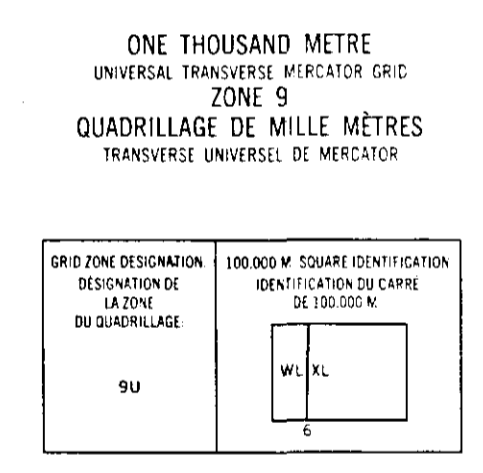 ONE THOUSAND METRE
UNIVERSAL TRANSVERSE MERCATOR GRID
ZONE 9
QUADRILLAGE DE MILLE MÈTRES
TRANSVERSE UNIVERSEL DE MERCATOR
GRID ZONE DESIGNATION.
DÉSIGNATION DE
LA ZONE
DU QUADRILLAGE:
9U
100.000 M. SQUARE IDENTIFICATION
IDENTIFICATION DU CARRÉ
DE 100.000 M.
WL XL
6